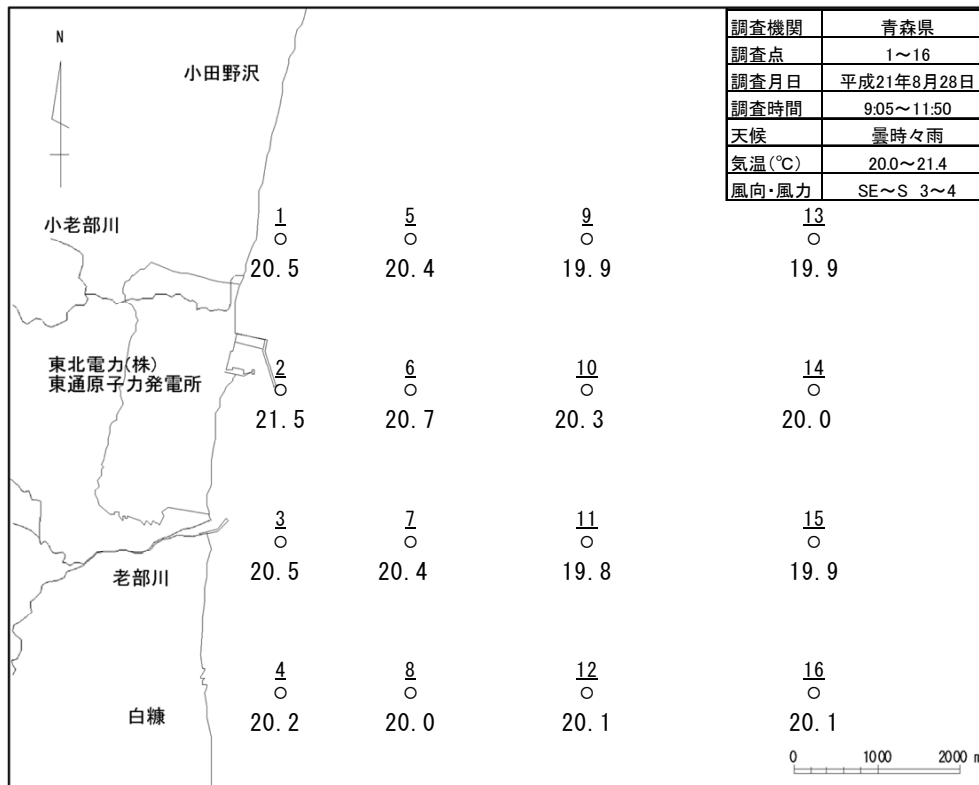 調査機関 青森県
調査点 1～16
調査月日 平成21年8月28日
調査時間 9:05～11:50
天候 曇時々雨
気温(℃) 20.0～21.4
風向・風力 SE～S 3～4
N
小田野沢
小老部川
1 5 9 13
20.5 20.4 19.9 19.9
東北電力(株)
東通原子力発電所
2 6 10 14
21.5 20.7 20.3 20.0
3 7 11 15
20.5 20.4 19.8 19.9
老部川
4 8 12 16
20.2 20.0 20.1 20.1
白糠
0 1000 2000 m